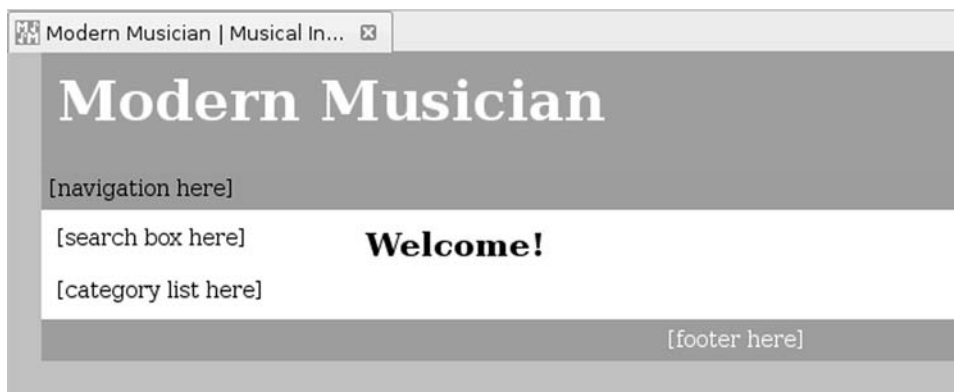 Modern Musician | Musical In...
Modern Musician
[navigation here]
[search box here]
Welcome!
[category list here]
[footer here]